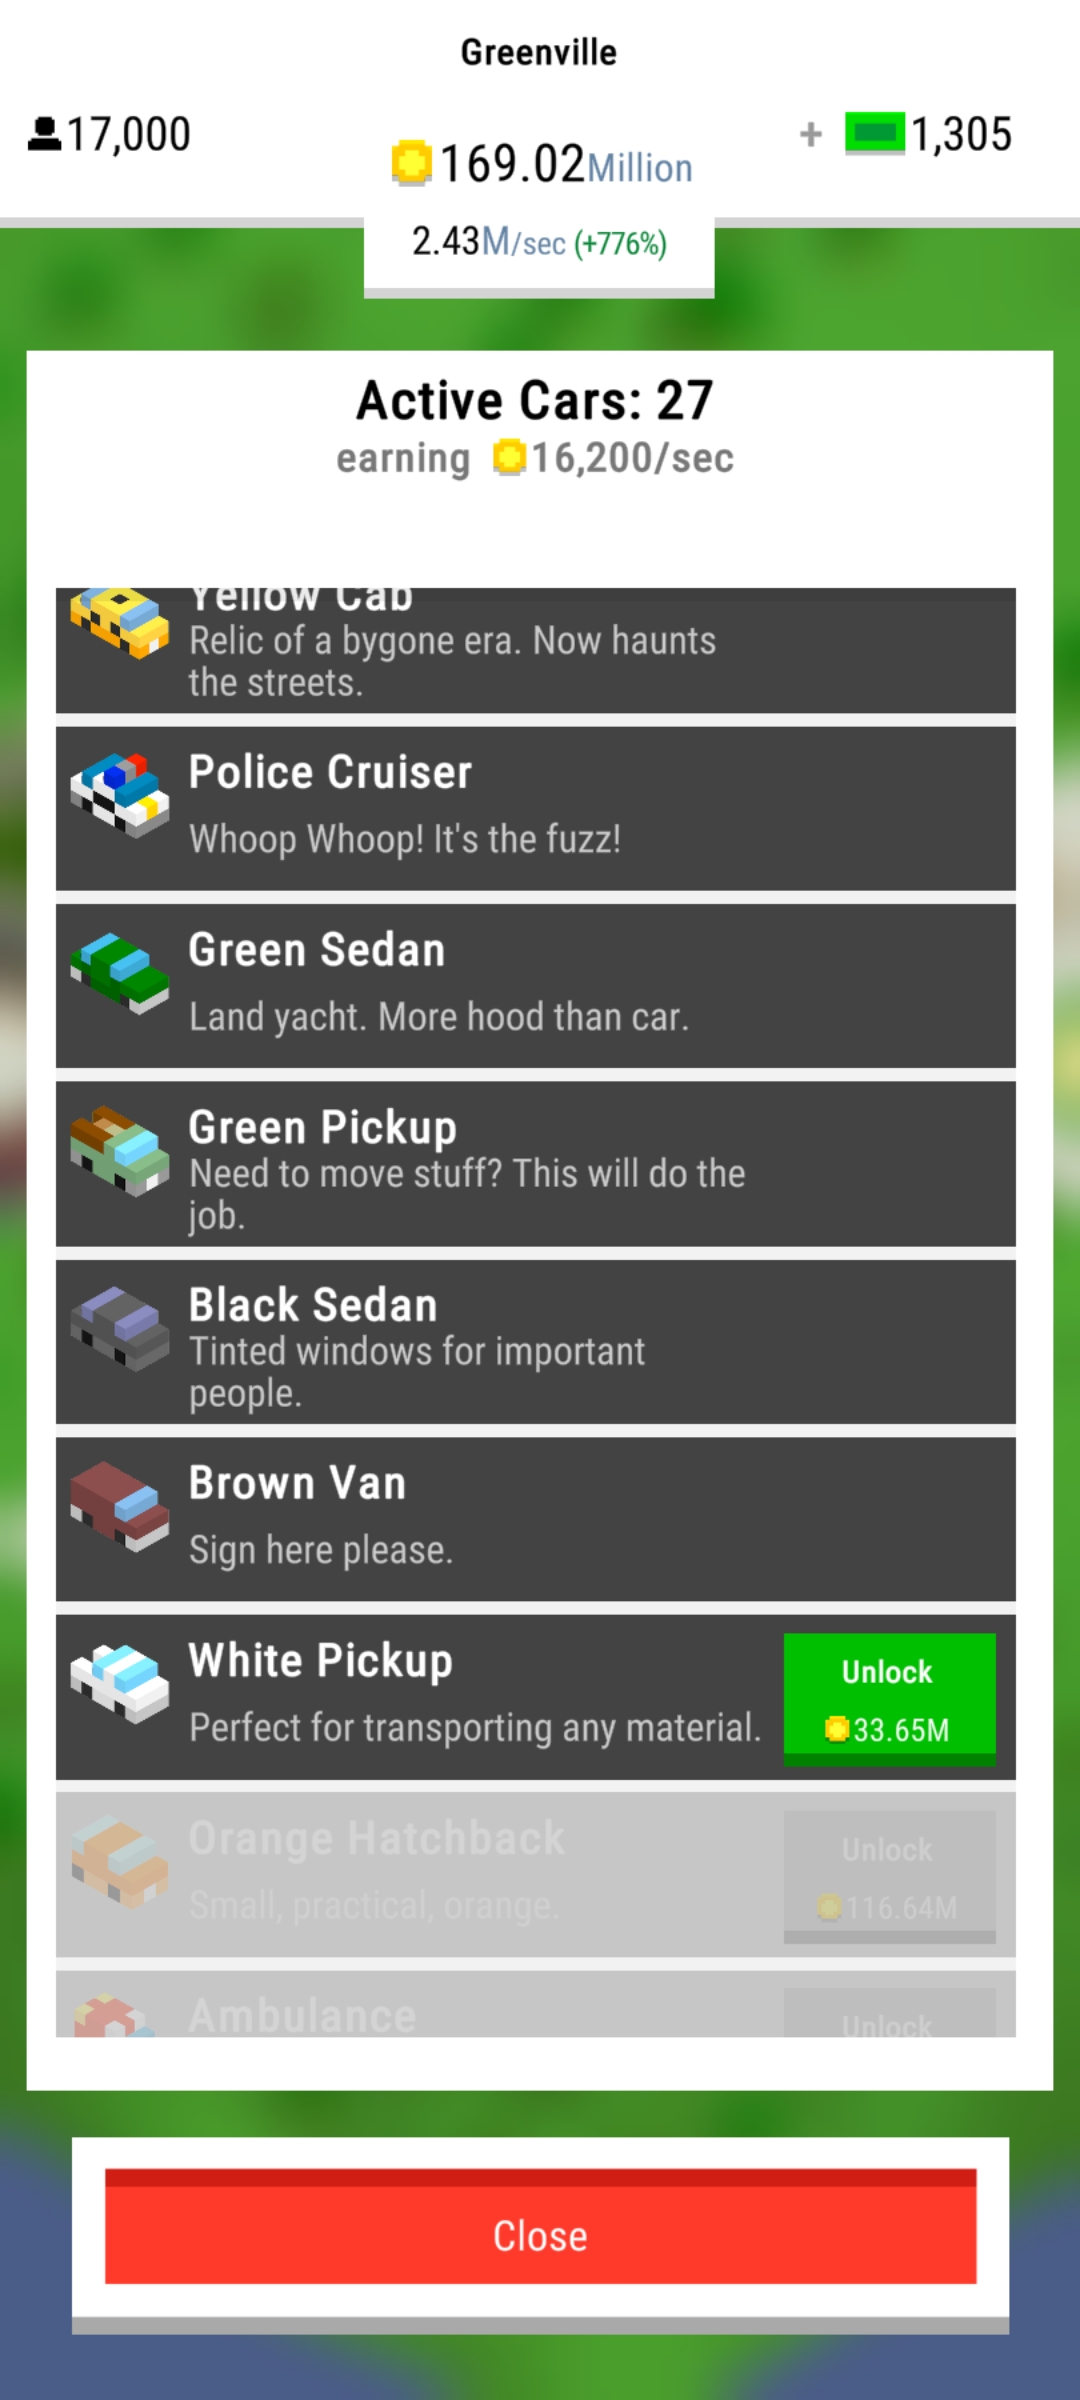 Greenville
17,000
169.02Million
+ 1,305
2.43M/sec (+776%)
Active Cars: 27
earning 16,200/sec
Yellow Cab
Relic of a bygone era. Now haunts
the streets.
Police Cruiser
Whoop Whoop! It's the fuzz!
Green Sedan
Land yacht. More hood than car.
Green Pickup
Need to move stuff? This will do the
job.
Black Sedan
Tinted windows for important
people.
Brown Van
Sign here please.
White Pickup
Perfect for transporting any material.
Unlock
33.65M
Orange Hatchback
Small, practical, orange.
Unlock
116.64M
Ambulance
Unlock
Close